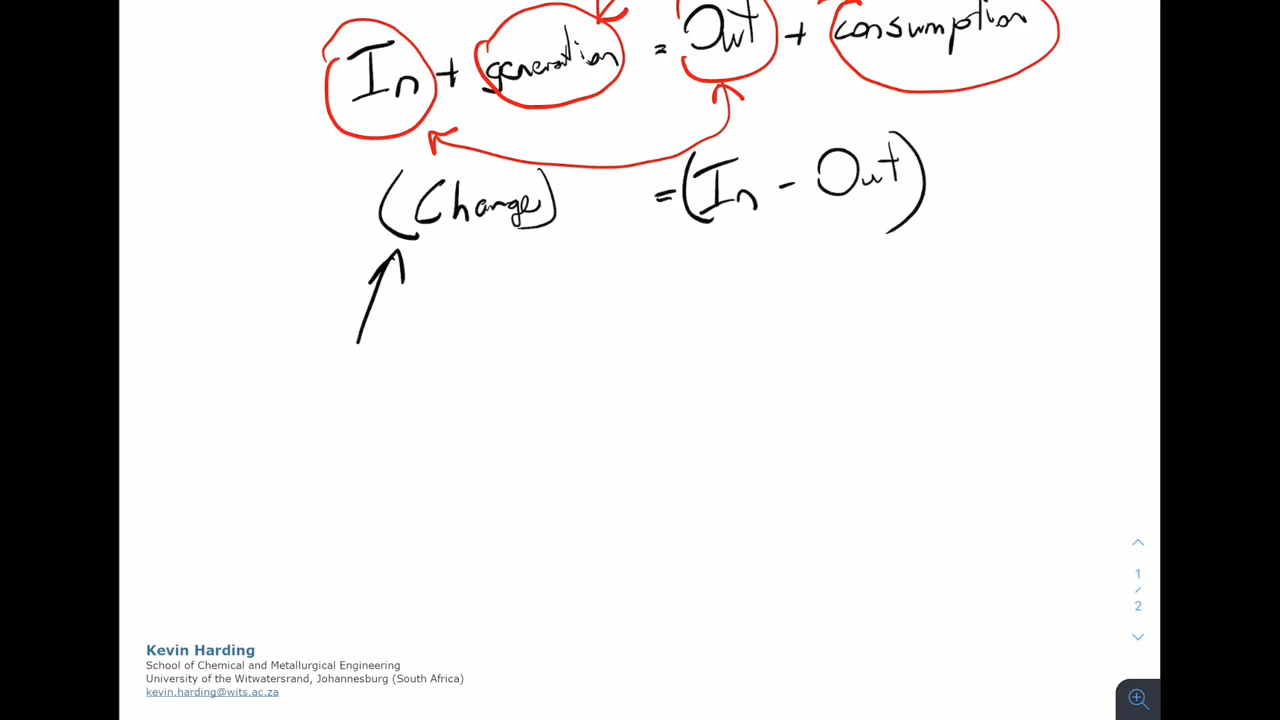 In + generation = Out + consumption
(Change) = (In - Out)
1
/
2
Kevin Harding
School of Chemical and Metallurgical Engineering
University of the Witwatersrand, Johannesburg (South Africa)
kevin.harding@wits.ac.za